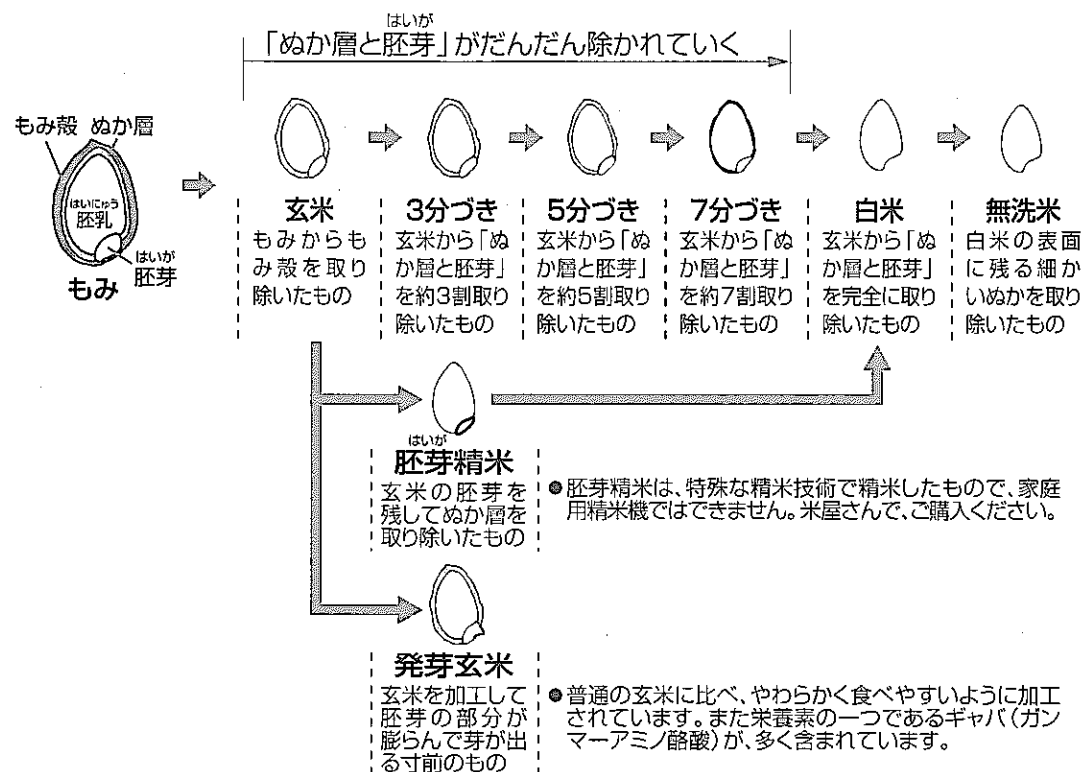 はいが
「ぬか層と胚芽」がだんだん除かれていく
もみ殻 ぬか層
はいにゅう
胚乳
はいが
胚芽
もみ
玄米
もみからも
み殻を取り
除いたもの
3分づき
玄米から「ぬ
か層と胚芽」
を約3割取り
除いたもの
5分づき
玄米から「ぬ
か層と胚芽」
を約5割取り
除いたもの
7分づき
玄米から「ぬ
か層と胚芽」
を約7割取り
除いたもの
白米
玄米から「ぬ
か層と胚芽」
を完全に取り
除いたもの
無洗米
白米の表面
に残る細か
いぬかを取り
除いたもの
はいが
胚芽精米
玄米の胚芽を
残してぬか層を
取り除いたもの
●胚芽精米は、特殊な精米技術で精米したもので、家庭
用精米機ではできません。米屋さんで、ご購入ください。
発芽玄米
玄米を加工して
胚芽の部分が
膨らんで芽が出
る寸前のもの
●普通の玄米に比べ、やわらかく食べやすいように加工
されています。また栄養素の一つであるギャバ(ガン
マーアミノ酪酸)が、多く含まれています。